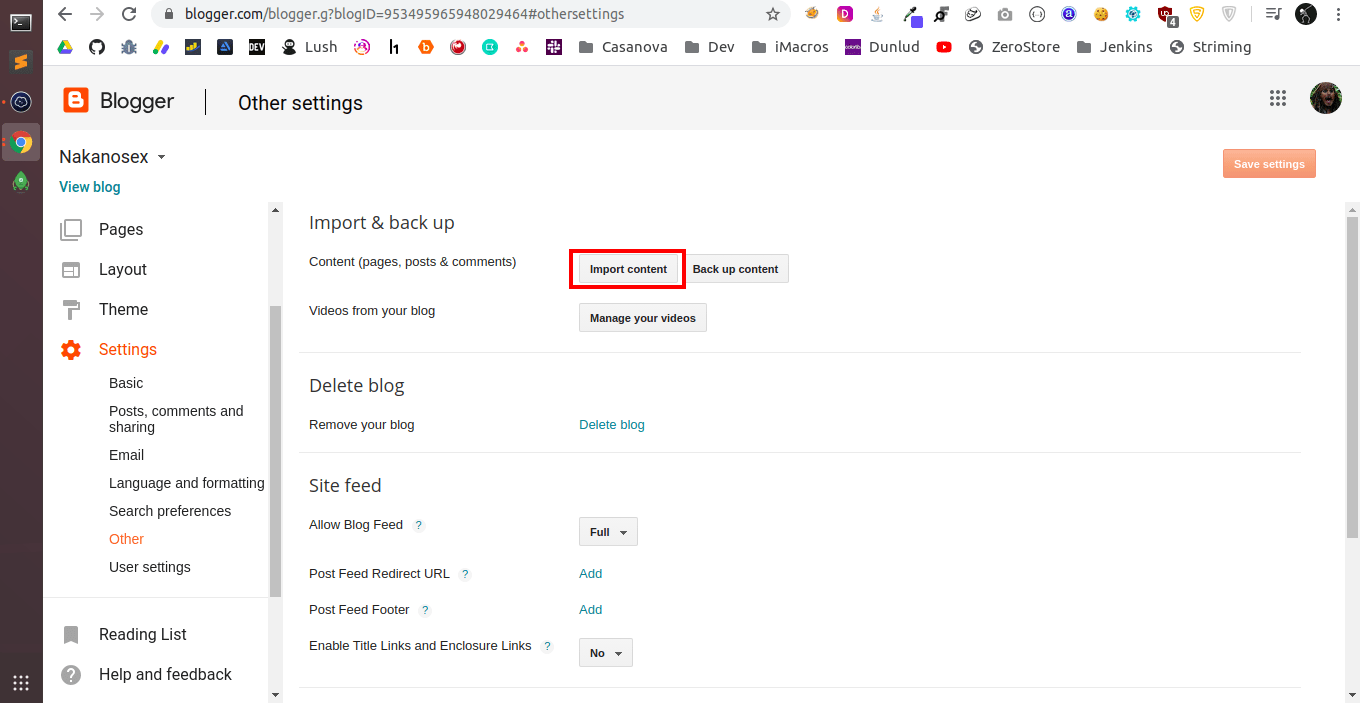 blogger.com/blogger.g?blogID=953495965948029464#othersettings
4
DEV
Lush
Casanova
Dev
iMacros
Dunlud
ZeroStore
Jenkins
Striming
Blogger
Other settings
Nakanosex
Save settings
View blog
Pages
Layout
Theme
Settings
Basic
Posts, comments and
sharing
Email
Language and formatting
Search preferences
Other
User settings
Reading List
Help and feedback
Import & back up
Content (pages, posts & comments)
Import content
Back up content
Videos from your blog
Manage your videos
Delete blog
Remove your blog
Delete blog
Site feed
Allow Blog Feed ?
Full
Post Feed Redirect URL ?
Add
Post Feed Footer ?
Add
Enable Title Links and Enclosure Links ?
No